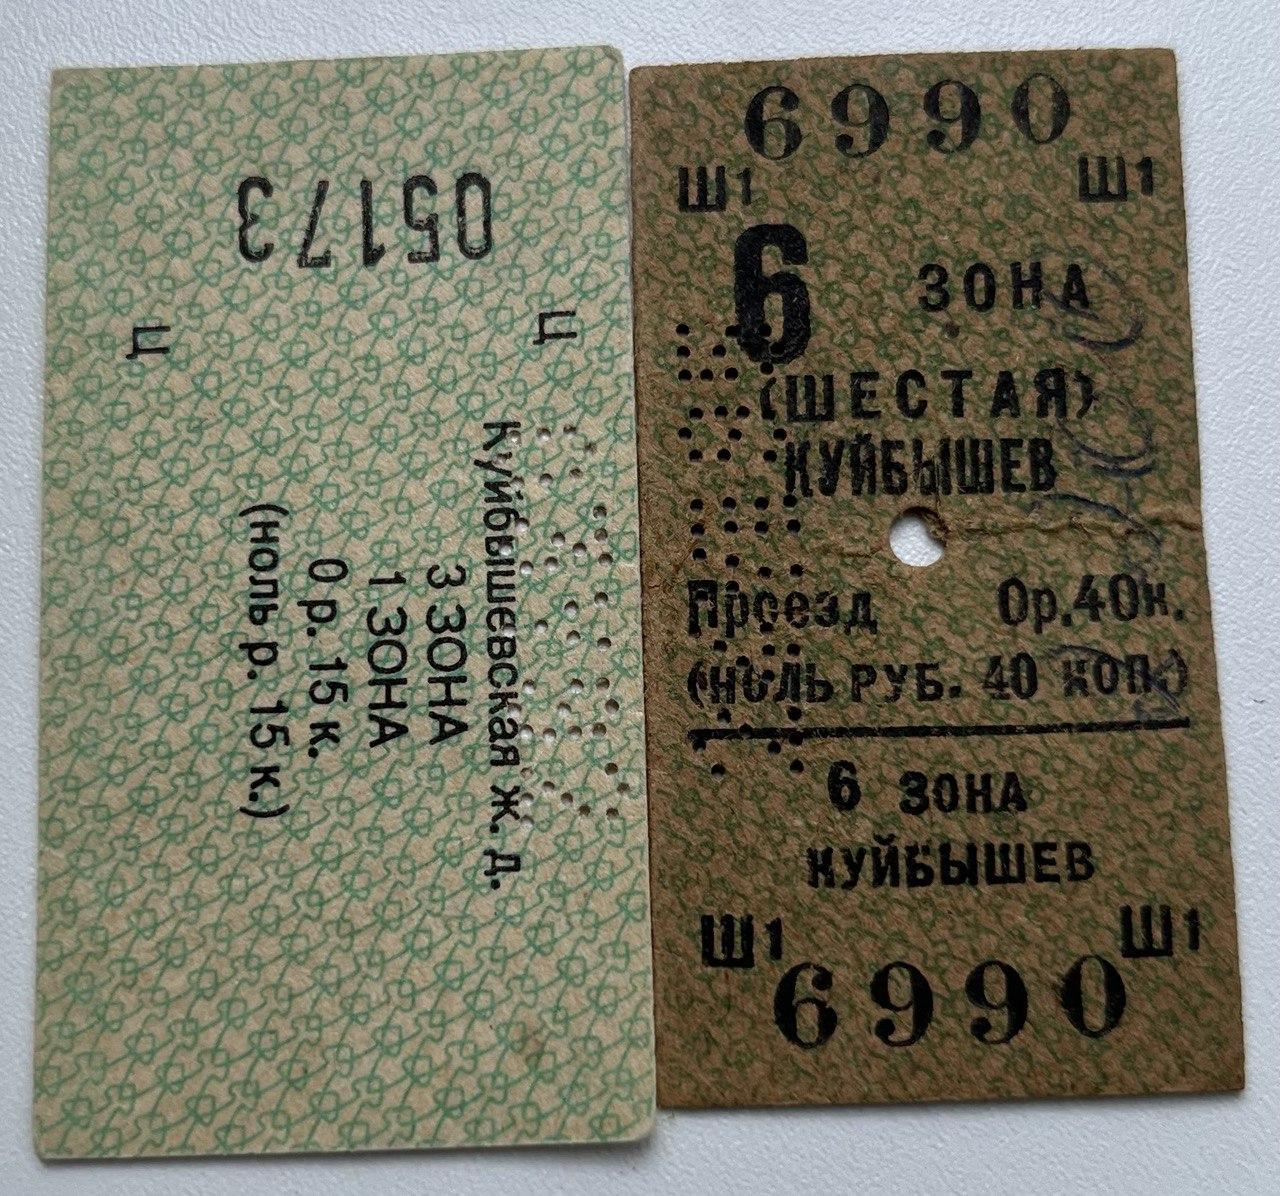 05173
Ц Ц
Куйбышевская ж. д.
3 ЗОНА
1 ЗОНА
0 р. 15 к.
(ноль р. 15 к.)
6990
Ш1 Ш1
6 ЗОНА
(ШЕСТАЯ)
КУЙБЫШЕВ
Проезд 0р.40к.
(НОЛЬ РУБ. 40 КОП.)
6 ЗОНА
КУЙБЫШЕВ
Ш1 Ш1
6990